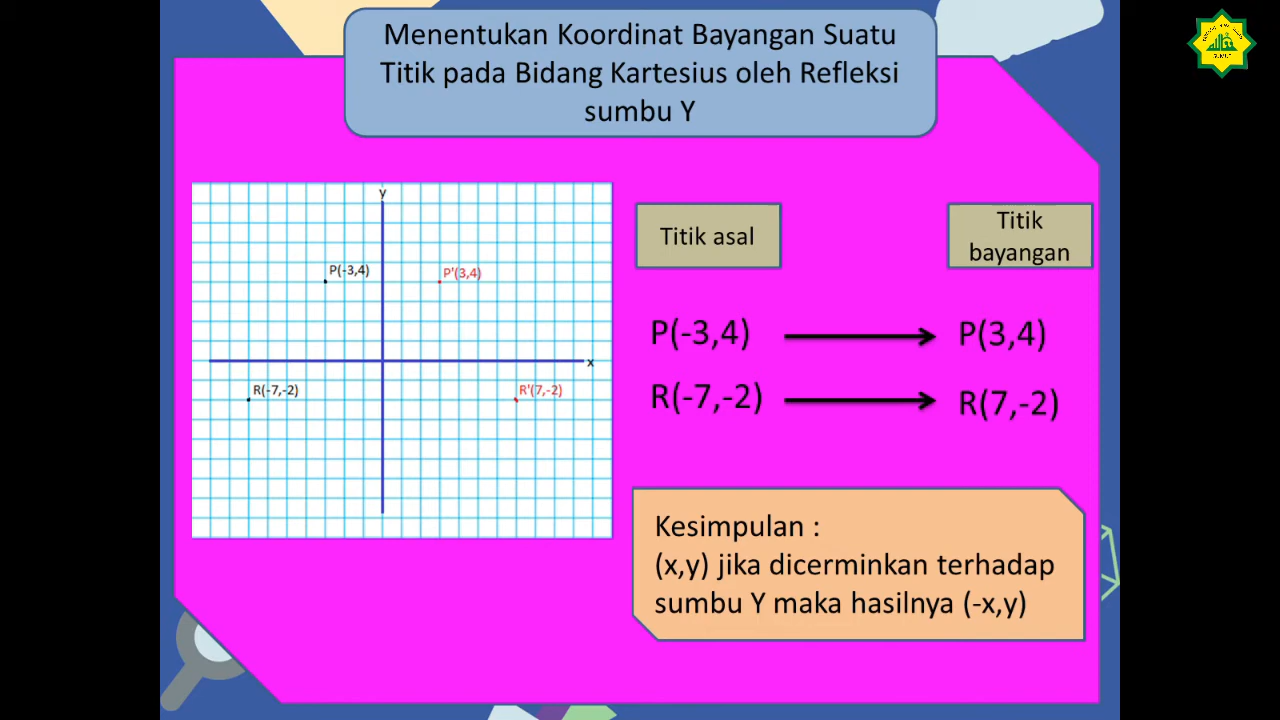 Menentukan Koordinat Bayangan Suatu
Titik pada Bidang Kartesius oleh Refleksi
sumbu Y
y
P(-3,4)
P'(3,4)
x
R(-7,-2)
R'(7,-2)
Titik asal
Titik
bayangan
P(-3,4)
P(3,4)
R(-7,-2)
R(7,-2)
Kesimpulan :
(x,y) jika dicerminkan terhadap
sumbu Y maka hasilnya (-x,y)